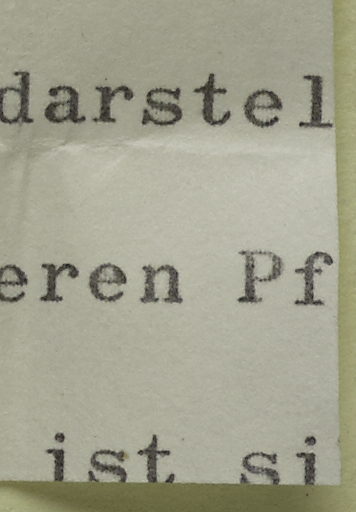 darstel
eren Pf
ist si